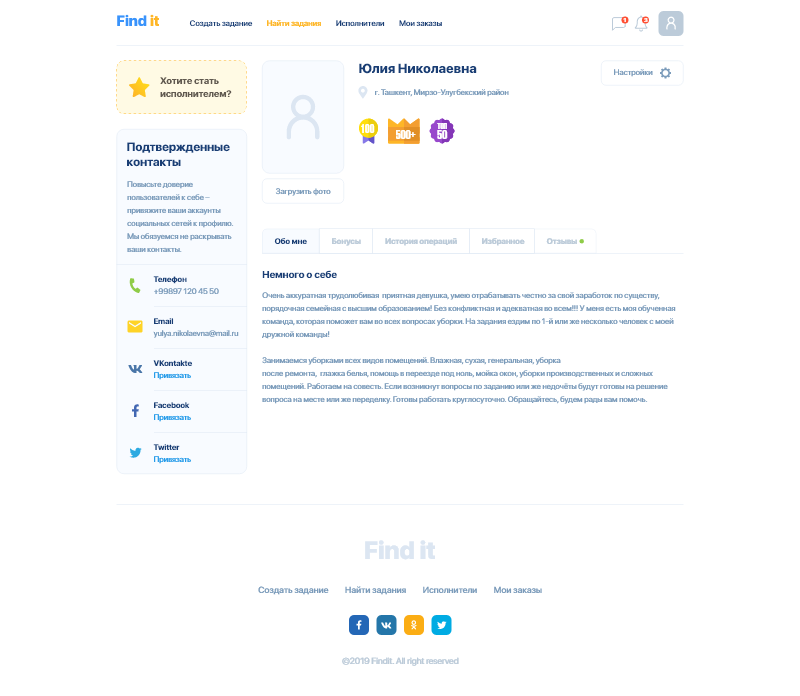 Find it
Создать задание
Найти задания
Исполнители
Мои заказы
1
3
Хотите стать
исполнителем?
Подтвержденные
контакты
Повысьте доверие
пользователей к себе –
привяжите ваши аккаунты
социальных сетей к профилю.
Мы обязуемся не раскрывать
ваши контакты.
Телефон
+99897 120 45 50
Email
yulya.nikolaevna@mail.ru
VKontakte
Привязать
Facebook
Привязать
Twitter
Привязать
Загрузить фото
Юлия Николаевна
г. Ташкент, Мирзо-Улугбекский район
100
500+
ТОП
50
Настройки
Обо мне
Бонусы
История операций
Избранное
Отзывы
Немного о себе
Очень аккуратная трудолюбивая приятная девушка, умею отрабатывать честно за свой заработок по существу,
порядочная семейная с высшим образованием! Без конфликтная и адекватная во всем!!! У меня есть моя обученная
команда, которая поможет вам во всех вопросах уборки. На задания ездим по 1-й или же несколько человек с моей
дружной команды!
Занимаемся уборками всех видов помещений. Влажная, сухая, генеральная, уборка
после ремонта, глажка белья, помощь в переезде под ноль, мойка окон, уборки производственных и сложных
помещений. Работаем на совесть. Если возникнут вопросы по заданию или же недочёты будут готовы на решение
вопроса на месте или же переделку. Готовы работать круглосуточно. Обращайтесь, будем рады вам помочь.
Find it
Создать задание
Найти задания
Исполнители
Мои заказы
©2019 Findit. All right reserved